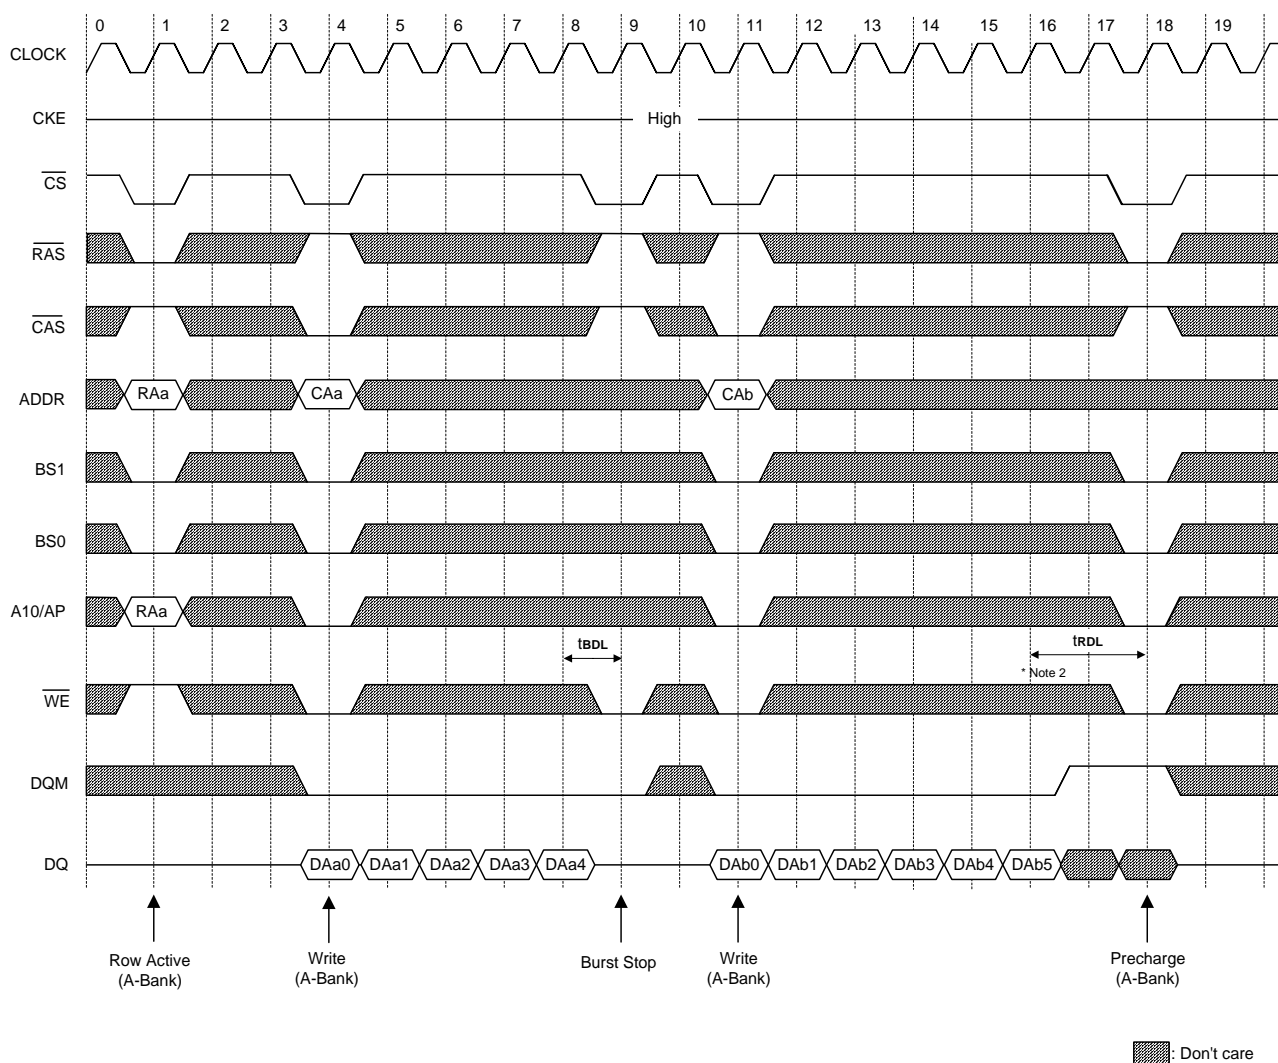 0 1 2 3 4 5 6 7 8 9 10 11 12 13 14 15 16 17 18 19
CLOCK
CKE High
CS
RAS
CAS
ADDR RAa CAa CAb
BS1
BS0
A10/AP RAa
tBDL tRDL
* Note 2
WE
DQM
DQ DAa0 DAa1 DAa2 DAa3 DAa4 DAb0 DAb1 DAb2 DAb3 DAb4 DAb5
Row Active Write Burst Stop Write Precharge
(A-Bank) (A-Bank) (A-Bank) (A-Bank)
: Don't care